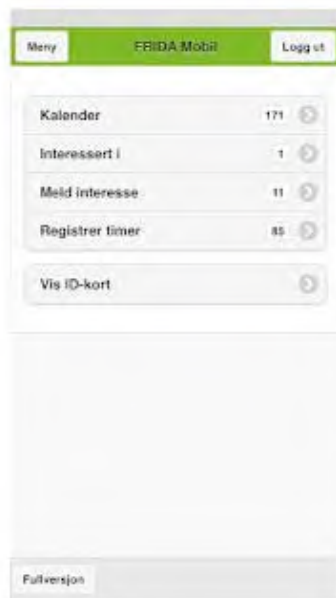 Meny FRIDA Mobil Logg ut
Kalender 171
Interessert i 1
Meld interesse 11
Registrer timer 85
Vis ID-kort
Fullversjon